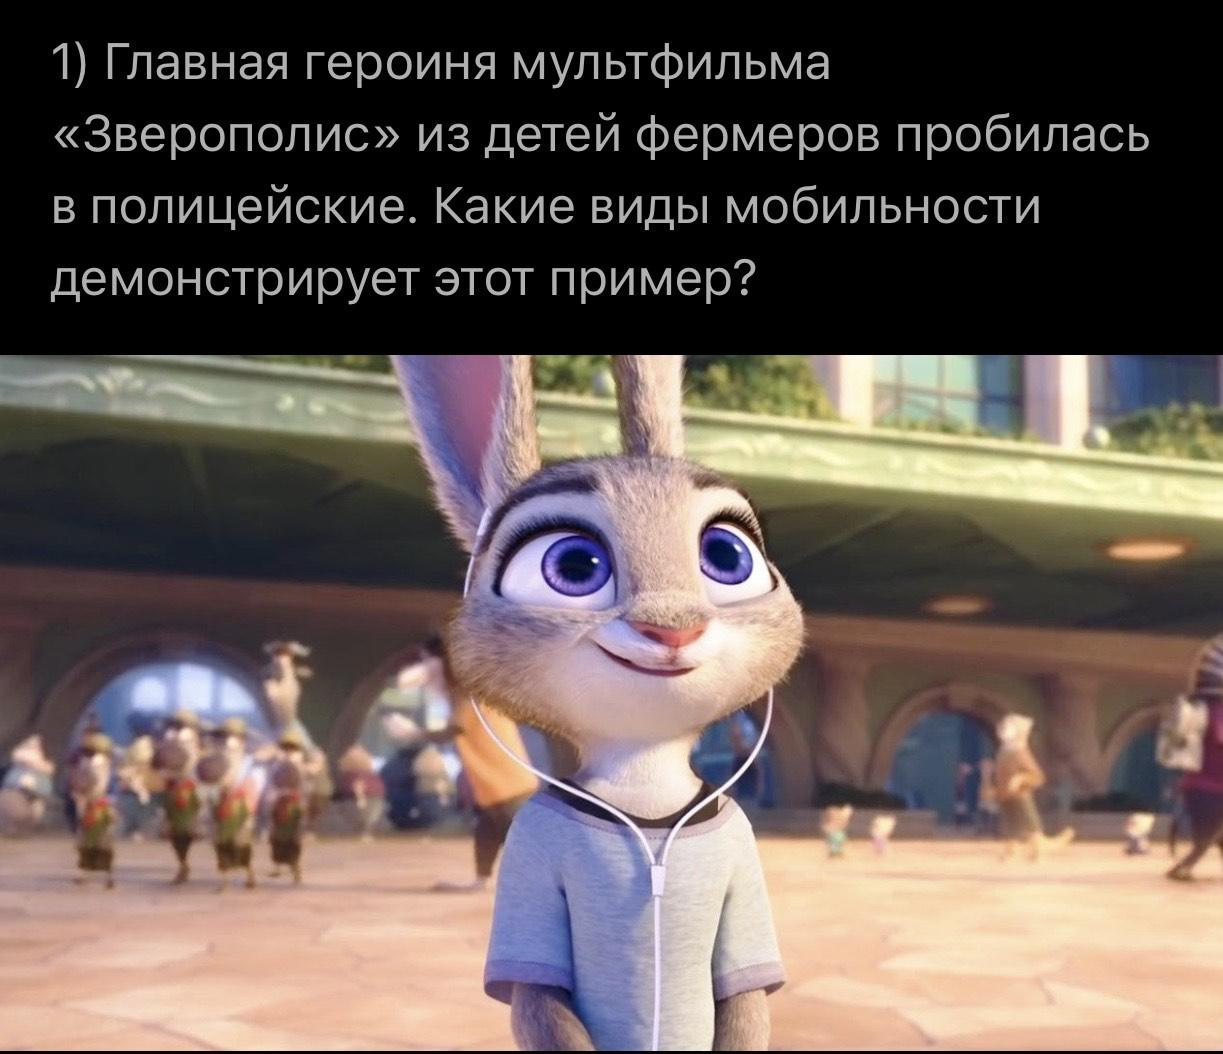 1) Главная героиня мультфильма
«Зверополис» из детей фермеров пробилась
в полицейские. Какие виды мобильности
демонстрирует этот пример?